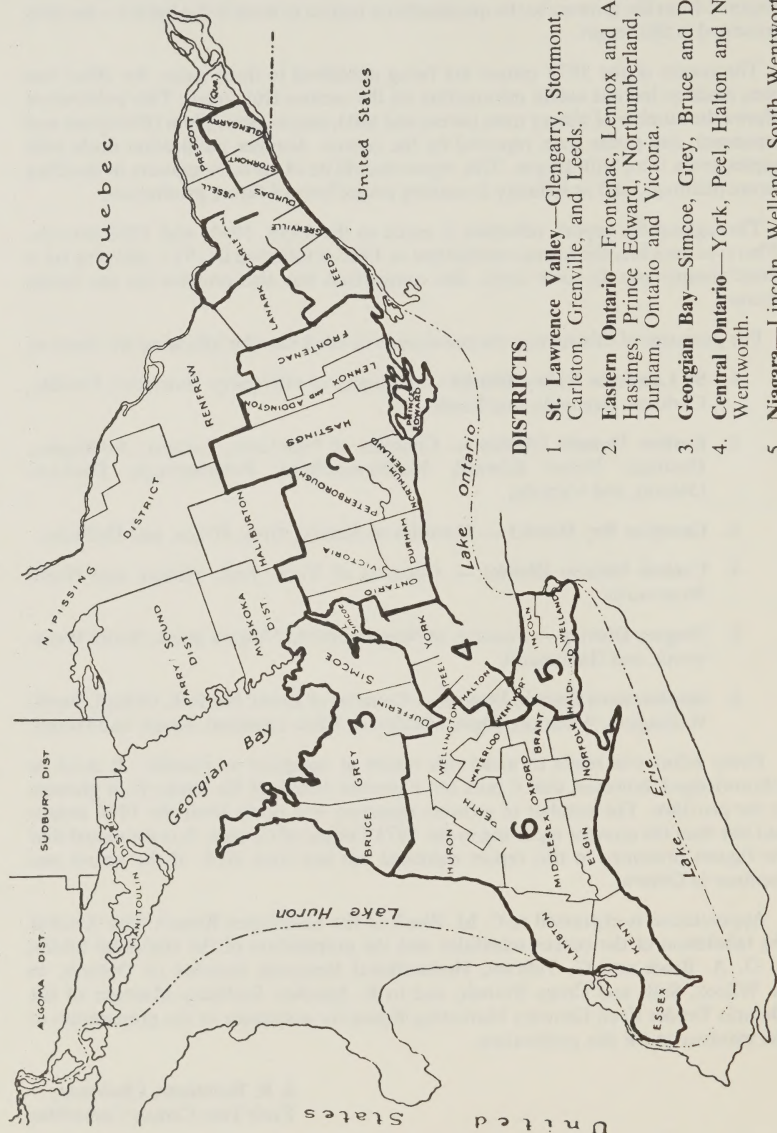 Quebec
ALGOMA DIST
SUDBURY DIST
NIPISSING
DISTRICT
MANITOULIN
DISTRICT
PARRY SOUND
DIST
MUSKOKA
DIST
HALIBURTON
RENFREW
LANARK
CARLETON
RUSSELL
PRESCOTT
(Que)
GLENGARRY
STORMONT
DUNDAS
GRENVILLE
LEEDS
1
FRONTENAC
LENNOX
AND
ADDINGTON
HASTINGS
PRINCE
EDWARD
2
PETERBOROUGH
NORTHUMBERLAND
DURHAM
VICTORIA
ONTARIO
L.
SIMCOE
Georgian Bay
SIMCOE
3
GREY
DUFFERIN
BRUCE
YORK
PEEL
4
HALTON
WENTWOR
LINCOLN
WELLAND
5
HALDIMAND
WELLINGTON
WATERLOO
BRANT
NORFOLK
OXFORD
PERTH
HURON
6
MIDDLESEX
ELGIN
LAMBTON
KENT
ESSEX
Lake Huron
Lake Erie
Lake Ontario
United States
United
States
DISTRICTS
1. St. Lawrence Valley—Glengarry, Stormont,
Carleton, Grenville, and Leeds.
2. Eastern Ontario—Frontenac, Lennox and A
Hastings, Prince Edward, Northumberland,
Durham, Ontario and Victoria.
3. Georgian Bay—Simcoe, Grey, Bruce and D
4. Central Ontario—York, Peel, Halton and N
Wentworth.
5. Niagara—Lincoln, Welland, South Wentwort